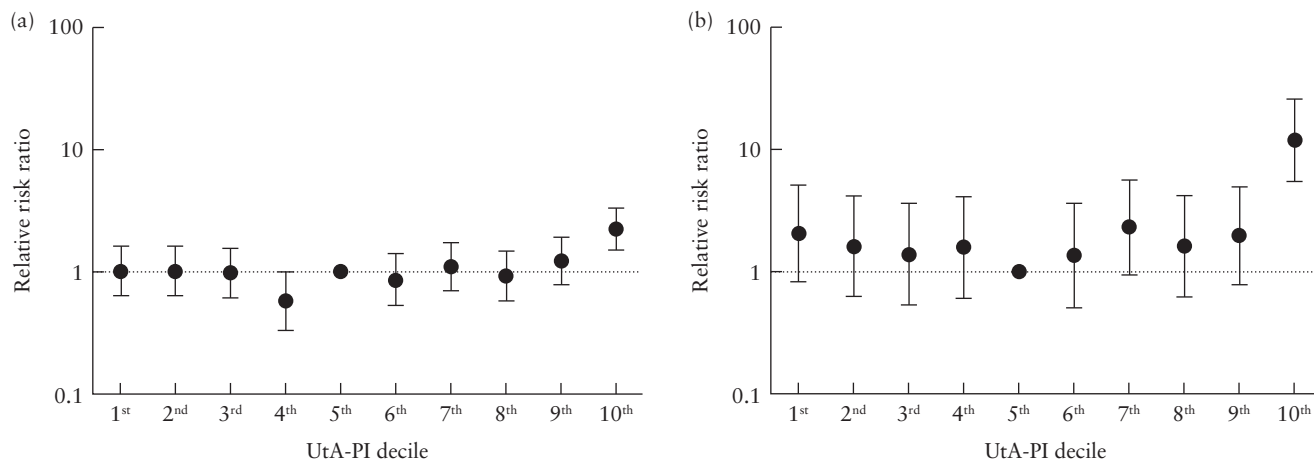 (a)
100
10
1
0.1
Relative risk ratio
1st 2nd 3rd 4th 5th 6th 7th 8th 9th 10th
UtA-PI decile
(b)
100
10
1
0.1
Relative risk ratio
1st 2nd 3rd 4th 5th 6th 7th 8th 9th 10th
UtA-PI decile